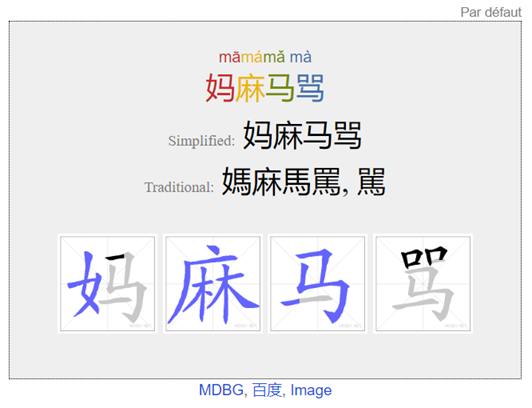 Par défaut
māmámǎ mà
妈麻马骂
Simplified: 妈麻马骂
Traditional: 媽麻馬罵, 駡
妈 麻 马 骂
MDBG, 百度, Image